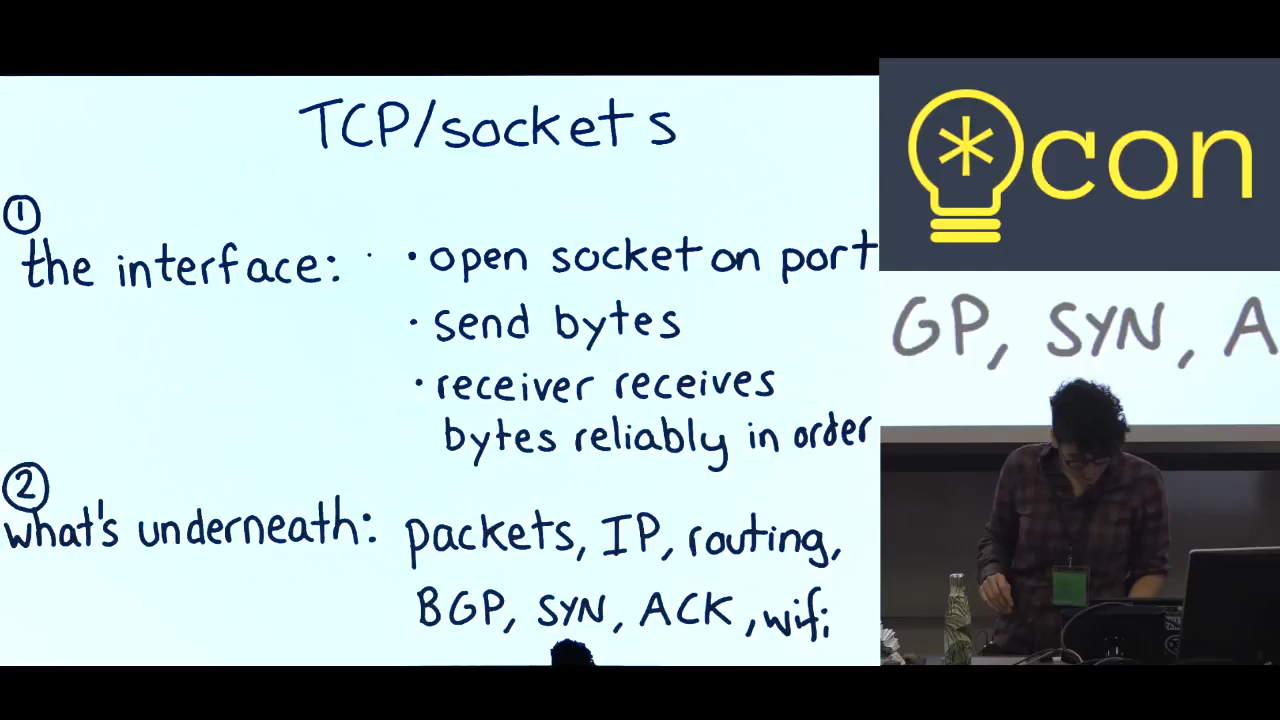 TCP/sockets
①
the interface:
• open socket on port
• send bytes
• receiver receives
bytes reliably in order
②
what's underneath:
packets, IP, routing,
BGP, SYN, ACK, wifi
*con
GP, SYN, A